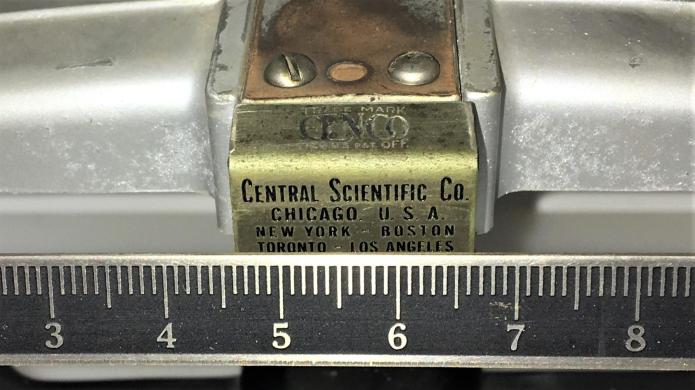 TRADE MARK
CENCO
REG. U.S. PAT. OFF.
CENTRAL SCIENTIFIC CO.
CHICAGO, U. S. A.
NEW YORK - BOSTON
TORONTO - LOS ANGELES
3 4 5 6 7 8